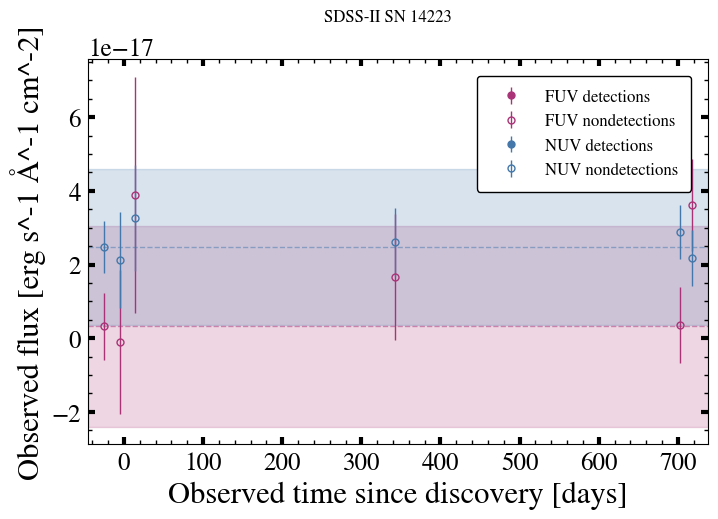 SDSS-II SN 14223
1e−17
Observed flux [erg s^-1 Å^-1 cm^-2]
6
4
2
0
−2
FUV detections
FUV nondetections
NUV detections
NUV nondetections
0 100 200 300 400 500 600 700
Observed time since discovery [days]